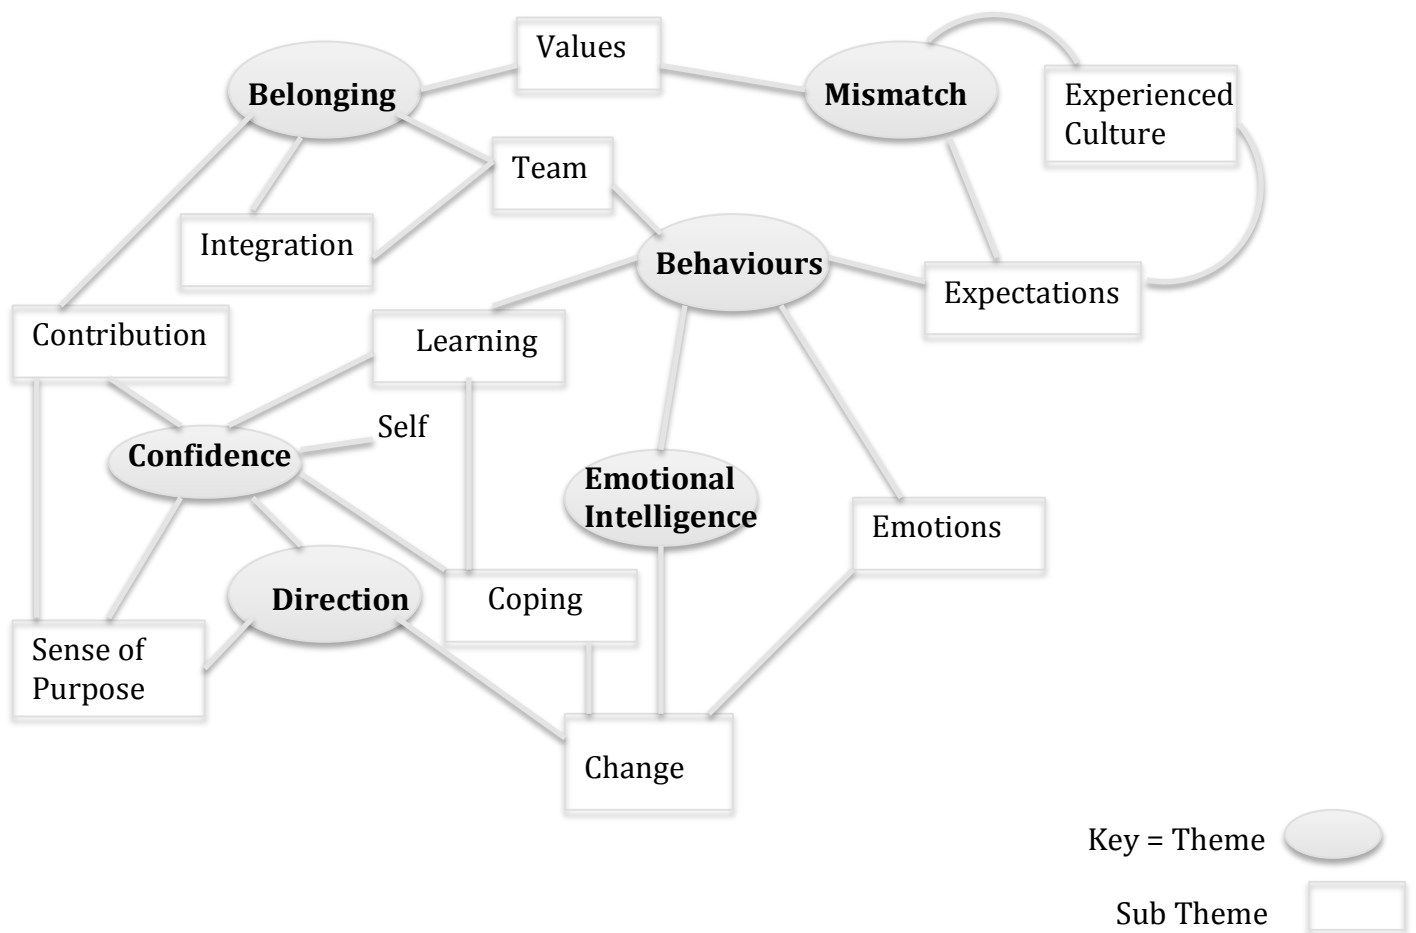 Values
Belonging
Mismatch
Experienced
Culture
Team
Integration
Behaviours
Expectations
Contribution
Learning
Self
Confidence
Emotional
Intelligence
Emotions
Direction
Coping
Sense of
Purpose
Change
Key = Theme
Sub Theme